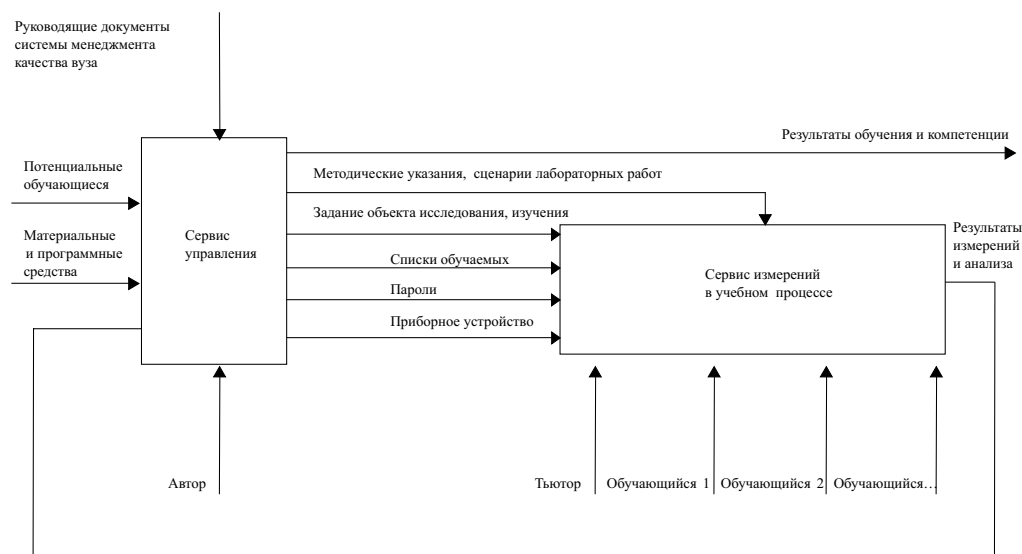 Руководящие документы
системы менеджмента
качества вуза
Результаты обучения и компетенции
Потенциальные
обучающиеся
Методические указания, сценарии лабораторных работ
Задание объекта исследования, изучения
Материальные
и программные
средства
Сервис
управления
Списки обучаемых
Пароли
Приборное устройство
Сервис измерений
в учебном процессе
Результаты
измерений
и анализа
Автор
Тьютор
Обучающийся 1
Обучающийся 2
Обучающийся…